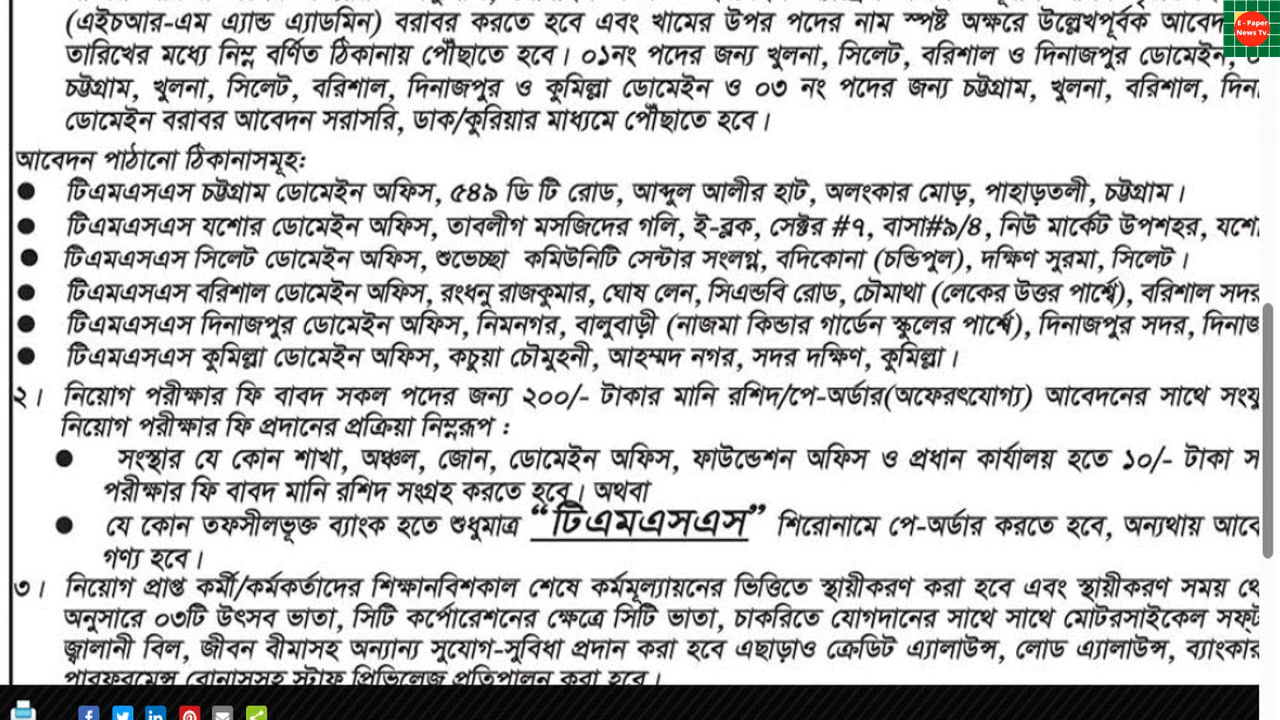 (এইচআর-এম এ্যান্ড এ্যাডমিন) বরাবর করতে হবে এবং খামের উপর পদের নাম স্পষ্ট অক্ষরে উল্লেখপূর্বক আবেদ
E - Paper
News Tv.
তারিখের মধ্যে নিম্ন বর্ণিত ঠিকানায় পৌঁছাতে হবে। ০১নং পদের জন্য খুলনা, সিলেট, বরিশাল ও দিনাজপুর ডোমেইন,
চট্টগ্রাম, খুলনা, সিলেট, বরিশাল, দিনাজপুর ও কুমিল্লা ডোমেইন ও ০৩ নং পদের জন্য চট্টগ্রাম, খুলনা, বরিশাল, দিন
ডোমেইন বরাবর আবেদন সরাসরি, ডাক/কুরিয়ার মাধ্যমে পৌঁছাতে হবে।
আবেদন পাঠানো ঠিকানাসমূহ:
● টিএমএসএস চট্টগ্রাম ডোমেইন অফিস, ৫৪৯ ডি টি রোড, আব্দুল আলীর হাট, অলংকার মোড়, পাহাড়তলী, চট্টগ্রাম।
● টিএমএসএস যশোর ডোমেইন অফিস, তাবলীগ মসজিদের গলি, ই-ব্লক, সেক্টর #৭, বাসা#৯/৪, নিউ মার্কেট উপশহর, যশো
● টিএমএসএস সিলেট ডোমেইন অফিস, শুভেচ্ছা কমিউনিটি সেন্টার সংলগ্ন, বদিকোনা (চন্ডিপুল), দক্ষিণ সুরমা, সিলেট।
● টিএমএসএস বরিশাল ডোমেইন অফিস, রংধনু রাজকুমার, ঘোষ লেন, সিএন্ডবি রোড, চৌমাথা (লেকের উত্তর পার্শ্বে), বরিশাল সদর
● টিএমএসএস দিনাজপুর ডোমেইন অফিস, নিমনগর, বালুবাড়ী (নাজমা কিন্ডার গার্ডেন স্কুলের পার্শ্বে), দিনাজপুর সদর, দিনাজ
● টিএমএসএস কুমিল্লা ডোমেইন অফিস, কচুয়া চৌমুহনী, আহম্মদ নগর, সদর দক্ষিণ, কুমিল্লা।
২। নিয়োগ পরীক্ষার ফি বাবদ সকল পদের জন্য ২০০/- টাকার মানি রশিদ/পে-অর্ডার(অফেরৎযোগ্য) আবেদনের সাথে সংযু
নিয়োগ পরীক্ষার ফি প্রদানের প্রক্রিয়া নিম্নরূপ :
● সংস্থার যে কোন শাখা, অঞ্চল, জোন, ডোমেইন অফিস, ফাউন্ডেশন অফিস ও প্রধান কার্যালয় হতে ১০/- টাকা স
পরীক্ষার ফি বাবদ মানি রশিদ সংগ্রহ করতে হবে। অথবা
● যে কোন তফসীলভূক্ত ব্যাংক হতে শুধুমাত্র “টিএমএসএস” শিরোনামে পে-অর্ডার করতে হবে, অন্যথায় আবে
গণ্য হবে।
৩। নিয়োগ প্রাপ্ত কর্মী/কর্মকর্তাদের শিক্ষানবিশকাল শেষে কর্মমূল্যায়নের ভিত্তিতে স্থায়ীকরণ করা হবে এবং স্থায়ীকরণ সময় থে
অনুসারে ০৩টি উৎসব ভাতা, সিটি কর্পোরেশনের ক্ষেত্রে সিটি ভাতা, চাকরিতে যোগদানের সাথে সাথে মোটরসাইকেল সফ্ট
জ্বালানী বিল, জীবন বীমাসহ অন্যান্য সুযোগ-সুবিধা প্রদান করা হবে এছাড়াও ক্রেডিট এ্যালাউন্স, লোড এ্যালাউন্স, ব্যাংকার
পারফরমেন্স বোনাসসহ স্টাফ প্রিভিলেজ প্রতিপালন করা হবে।